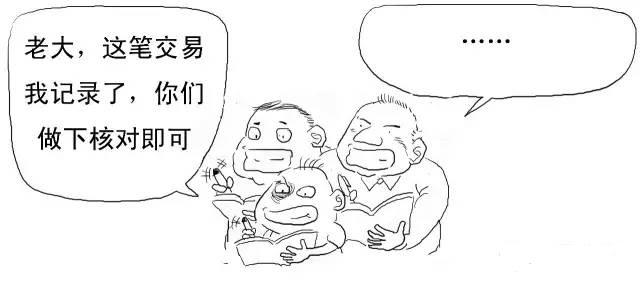 老大，这笔交易
我记录了，你们
做下核对即可
……